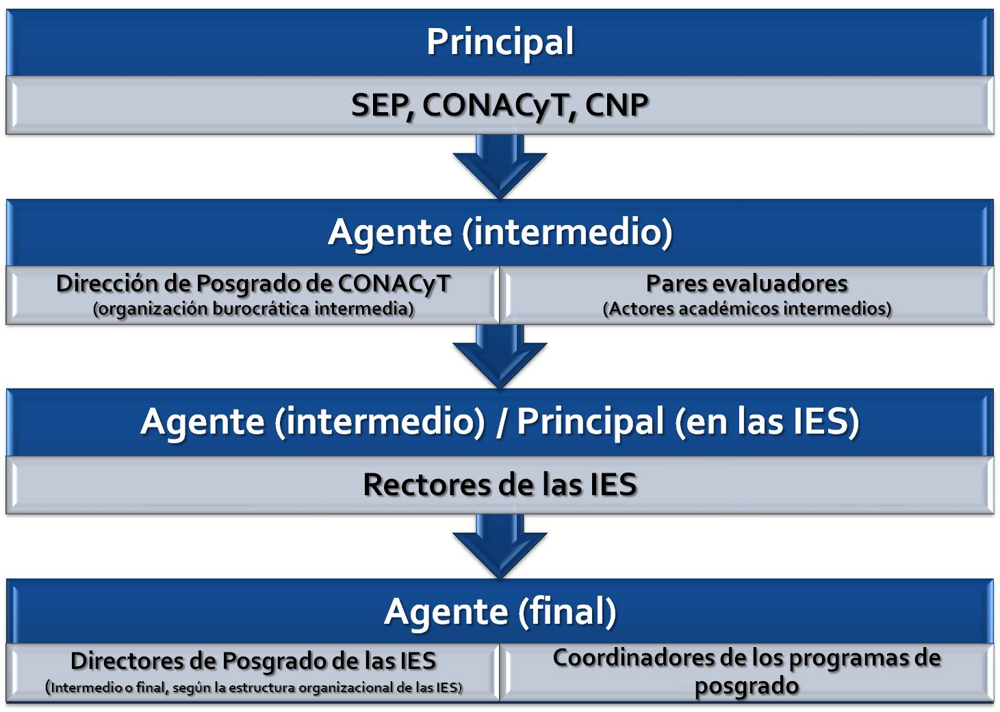 Principal
SEP, CONACyT, CNP
Agente (intermedio)
Dirección de Posgrado de CONACyT
(organización burocrática intermedia)
Pares evaluadores
(Actores académicos intermedios)
Agente (intermedio) / Principal (en las IES)
Rectores de las IES
Agente (final)
Directores de Posgrado de las IES
(Intermedio o final, según la estructura organizacional de las IES)
Coordinadores de los programas de
posgrado